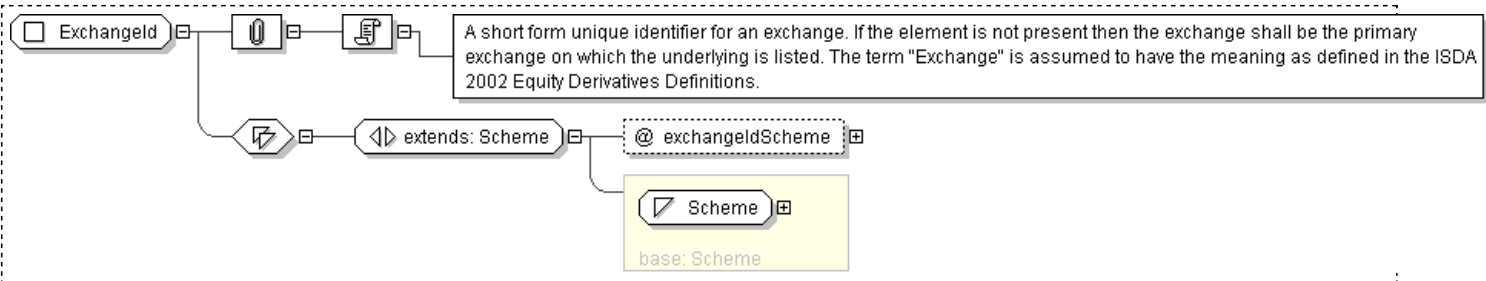 ExchangeId
A short form unique identifier for an exchange. If the element is not present then the exchange shall be the primary
exchange on which the underlying is listed. The term "Exchange" is assumed to have the meaning as defined in the ISDA
2002 Equity Derivatives Definitions.
extends: Scheme
@ exchangeIdScheme
Scheme
base: Scheme